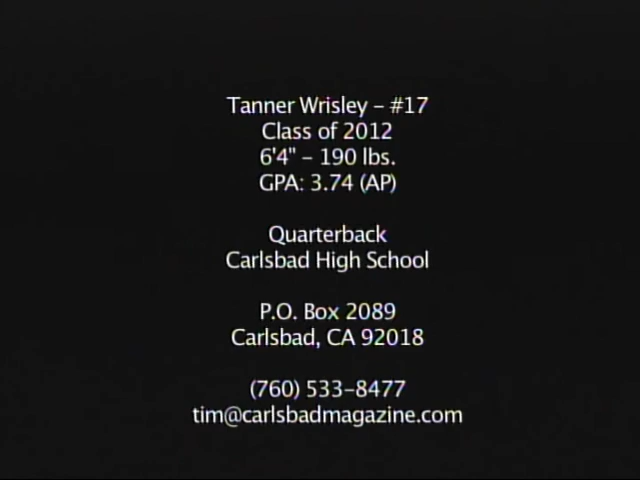 Tanner Wrisley – #17
Class of 2012
6'4" – 190 lbs.
GPA: 3.74 (AP)
Quarterback
Carlsbad High School
P.O. Box 2089
Carlsbad, CA 92018
(760) 533–8477
tim@carlsbadmagazine.com